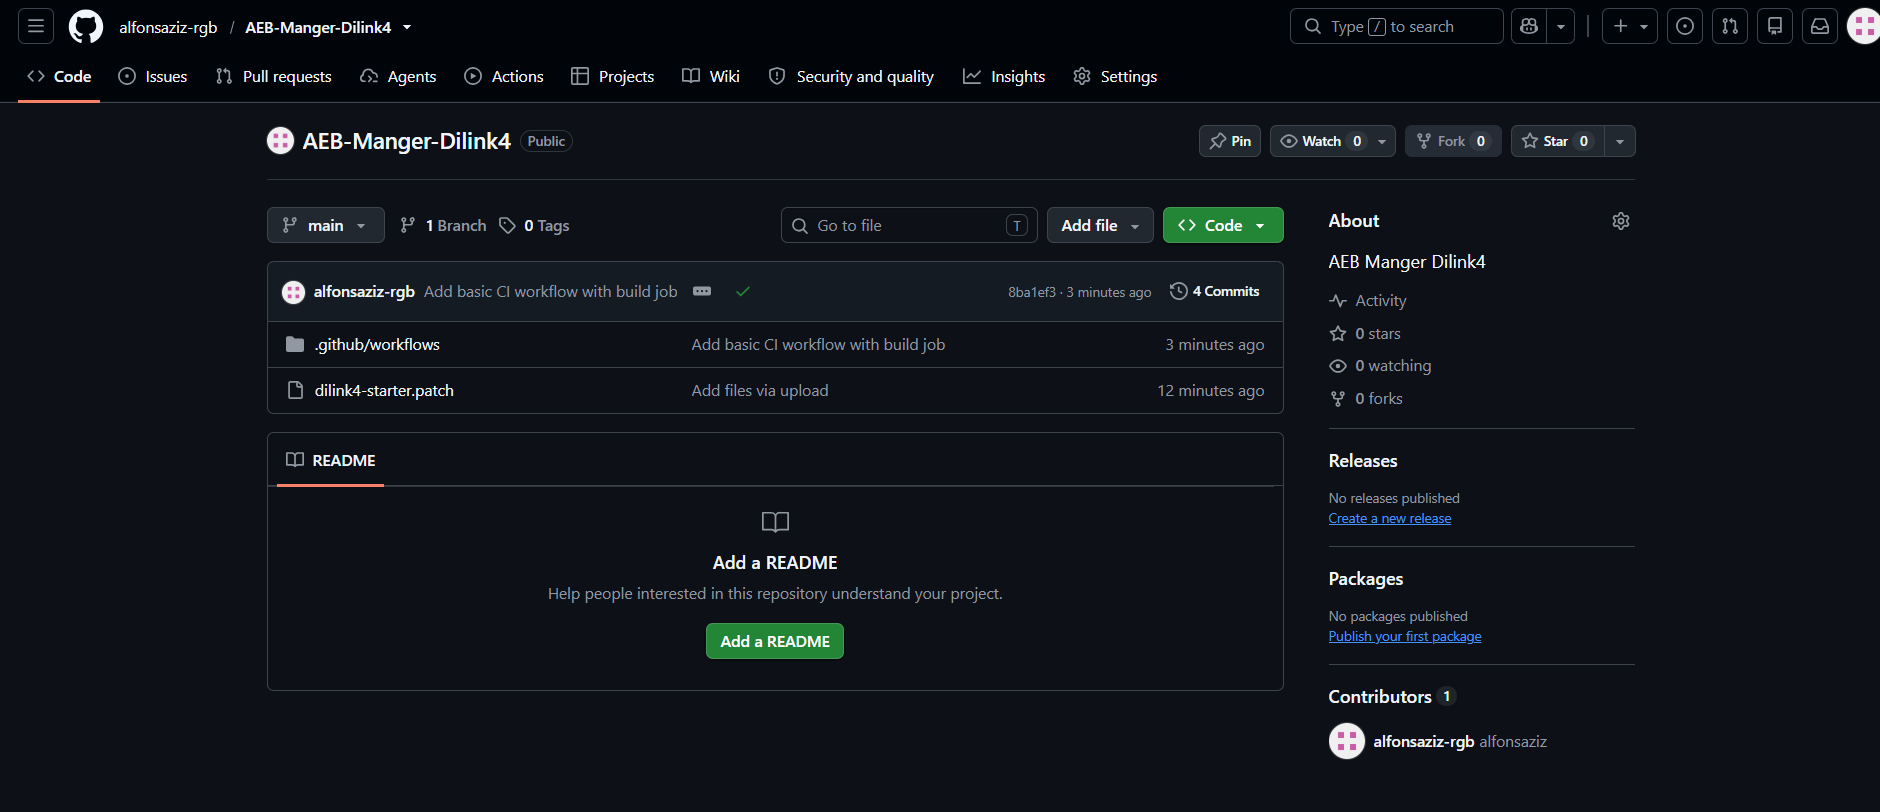 alfonsaziz-rgb / AEB-Manger-Dilink4
Type / to search
Code Issues Pull requests Agents Actions Projects Wiki Security and quality Insights Settings
AEB-Manger-Dilink4 Public
Pin Watch 0 Fork 0 Star 0
main 1 Branch 0 Tags Go to file T Add file Code
alfonsaziz-rgb Add basic CI workflow with build job 8ba1ef3 · 3 minutes ago 4 Commits
.github/workflows Add basic CI workflow with build job 3 minutes ago
dilink4-starter.patch Add files via upload 12 minutes ago
README
Add a README
Help people interested in this repository understand your project.
Add a README
About
AEB Manger Dilink4
Activity
0 stars
0 watching
0 forks
Releases
No releases published
Create a new release
Packages
No packages published
Publish your first package
Contributors 1
alfonsaziz-rgb alfonsaziz